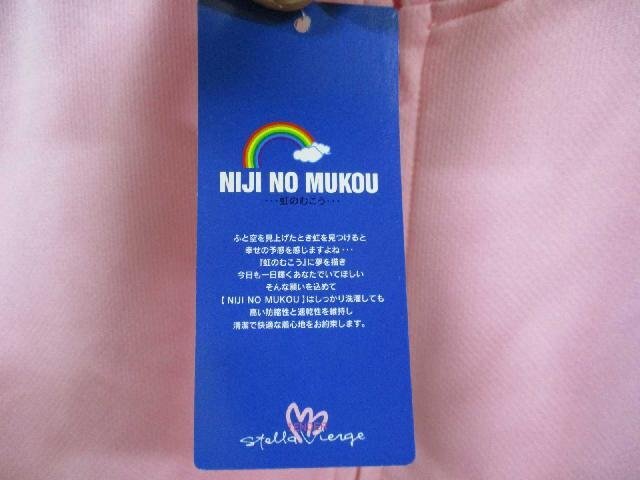 NIJI NO MUKOU
・・・虹のむこう・・・
ふと空を見上げたとき虹を見つけると
幸せの予感を感じますよね・・・
『虹のむこう』に夢を描き
今日も一日輝くあなたでいてほしい
そんな願いを込めて
【 NIJI NO MUKOU 】はしっかり洗濯しても
高い防縮性と速乾性を維持し
清潔で快適な着心地をお約束します。
TENDER
Stella Vierge